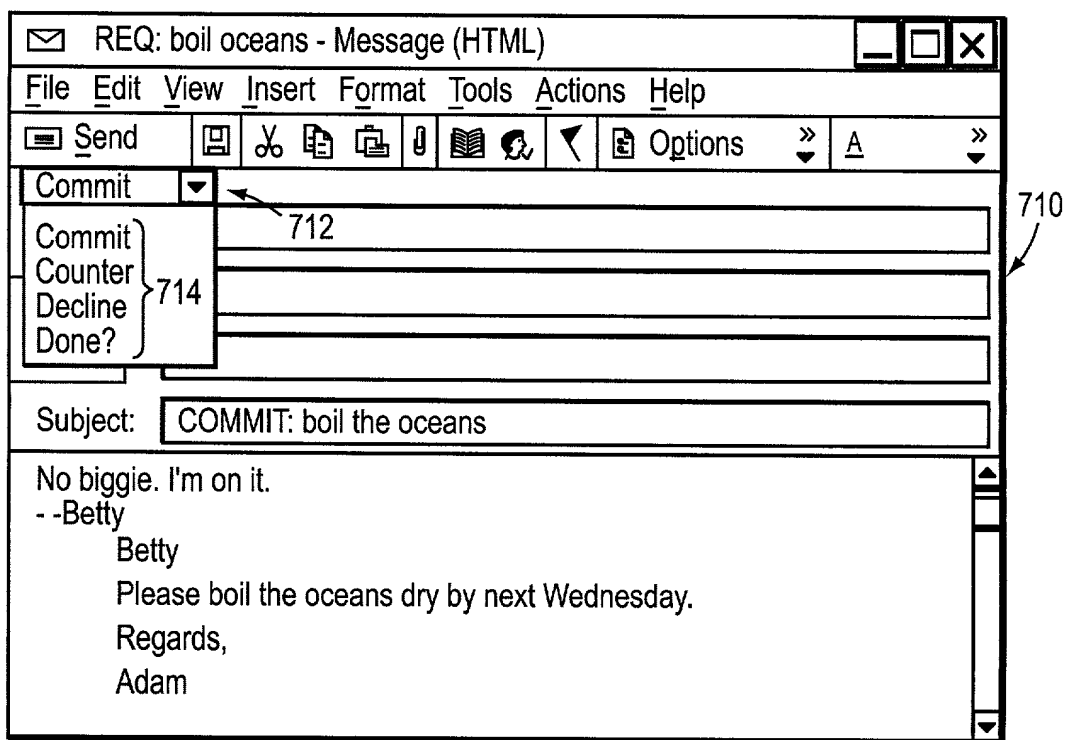 REQ: boil oceans - Message (HTML)
File Edit View Insert Format Tools Actions Help
Send Options » A »
Commit
712
710
Commit
Counter
Decline
Done?
714
Subject: COMMIT: boil the oceans
No biggie. I'm on it.
- -Betty
Betty
Please boil the oceans dry by next Wednesday.
Regards,
Adam